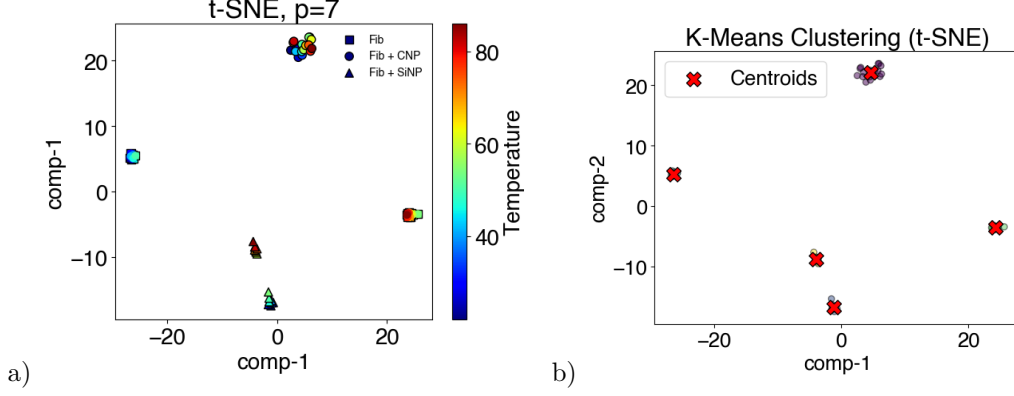 t-SNE, p=7
Fib
Fib + CNP
Fib + SiNP
20
10
0
−10
comp-1
−20
0
20
comp-1
80
60
40
Temperature
a)
K-Means Clustering (t-SNE)
Centroids
20
10
0
−10
comp-2
−20
0
20
comp-1
b)